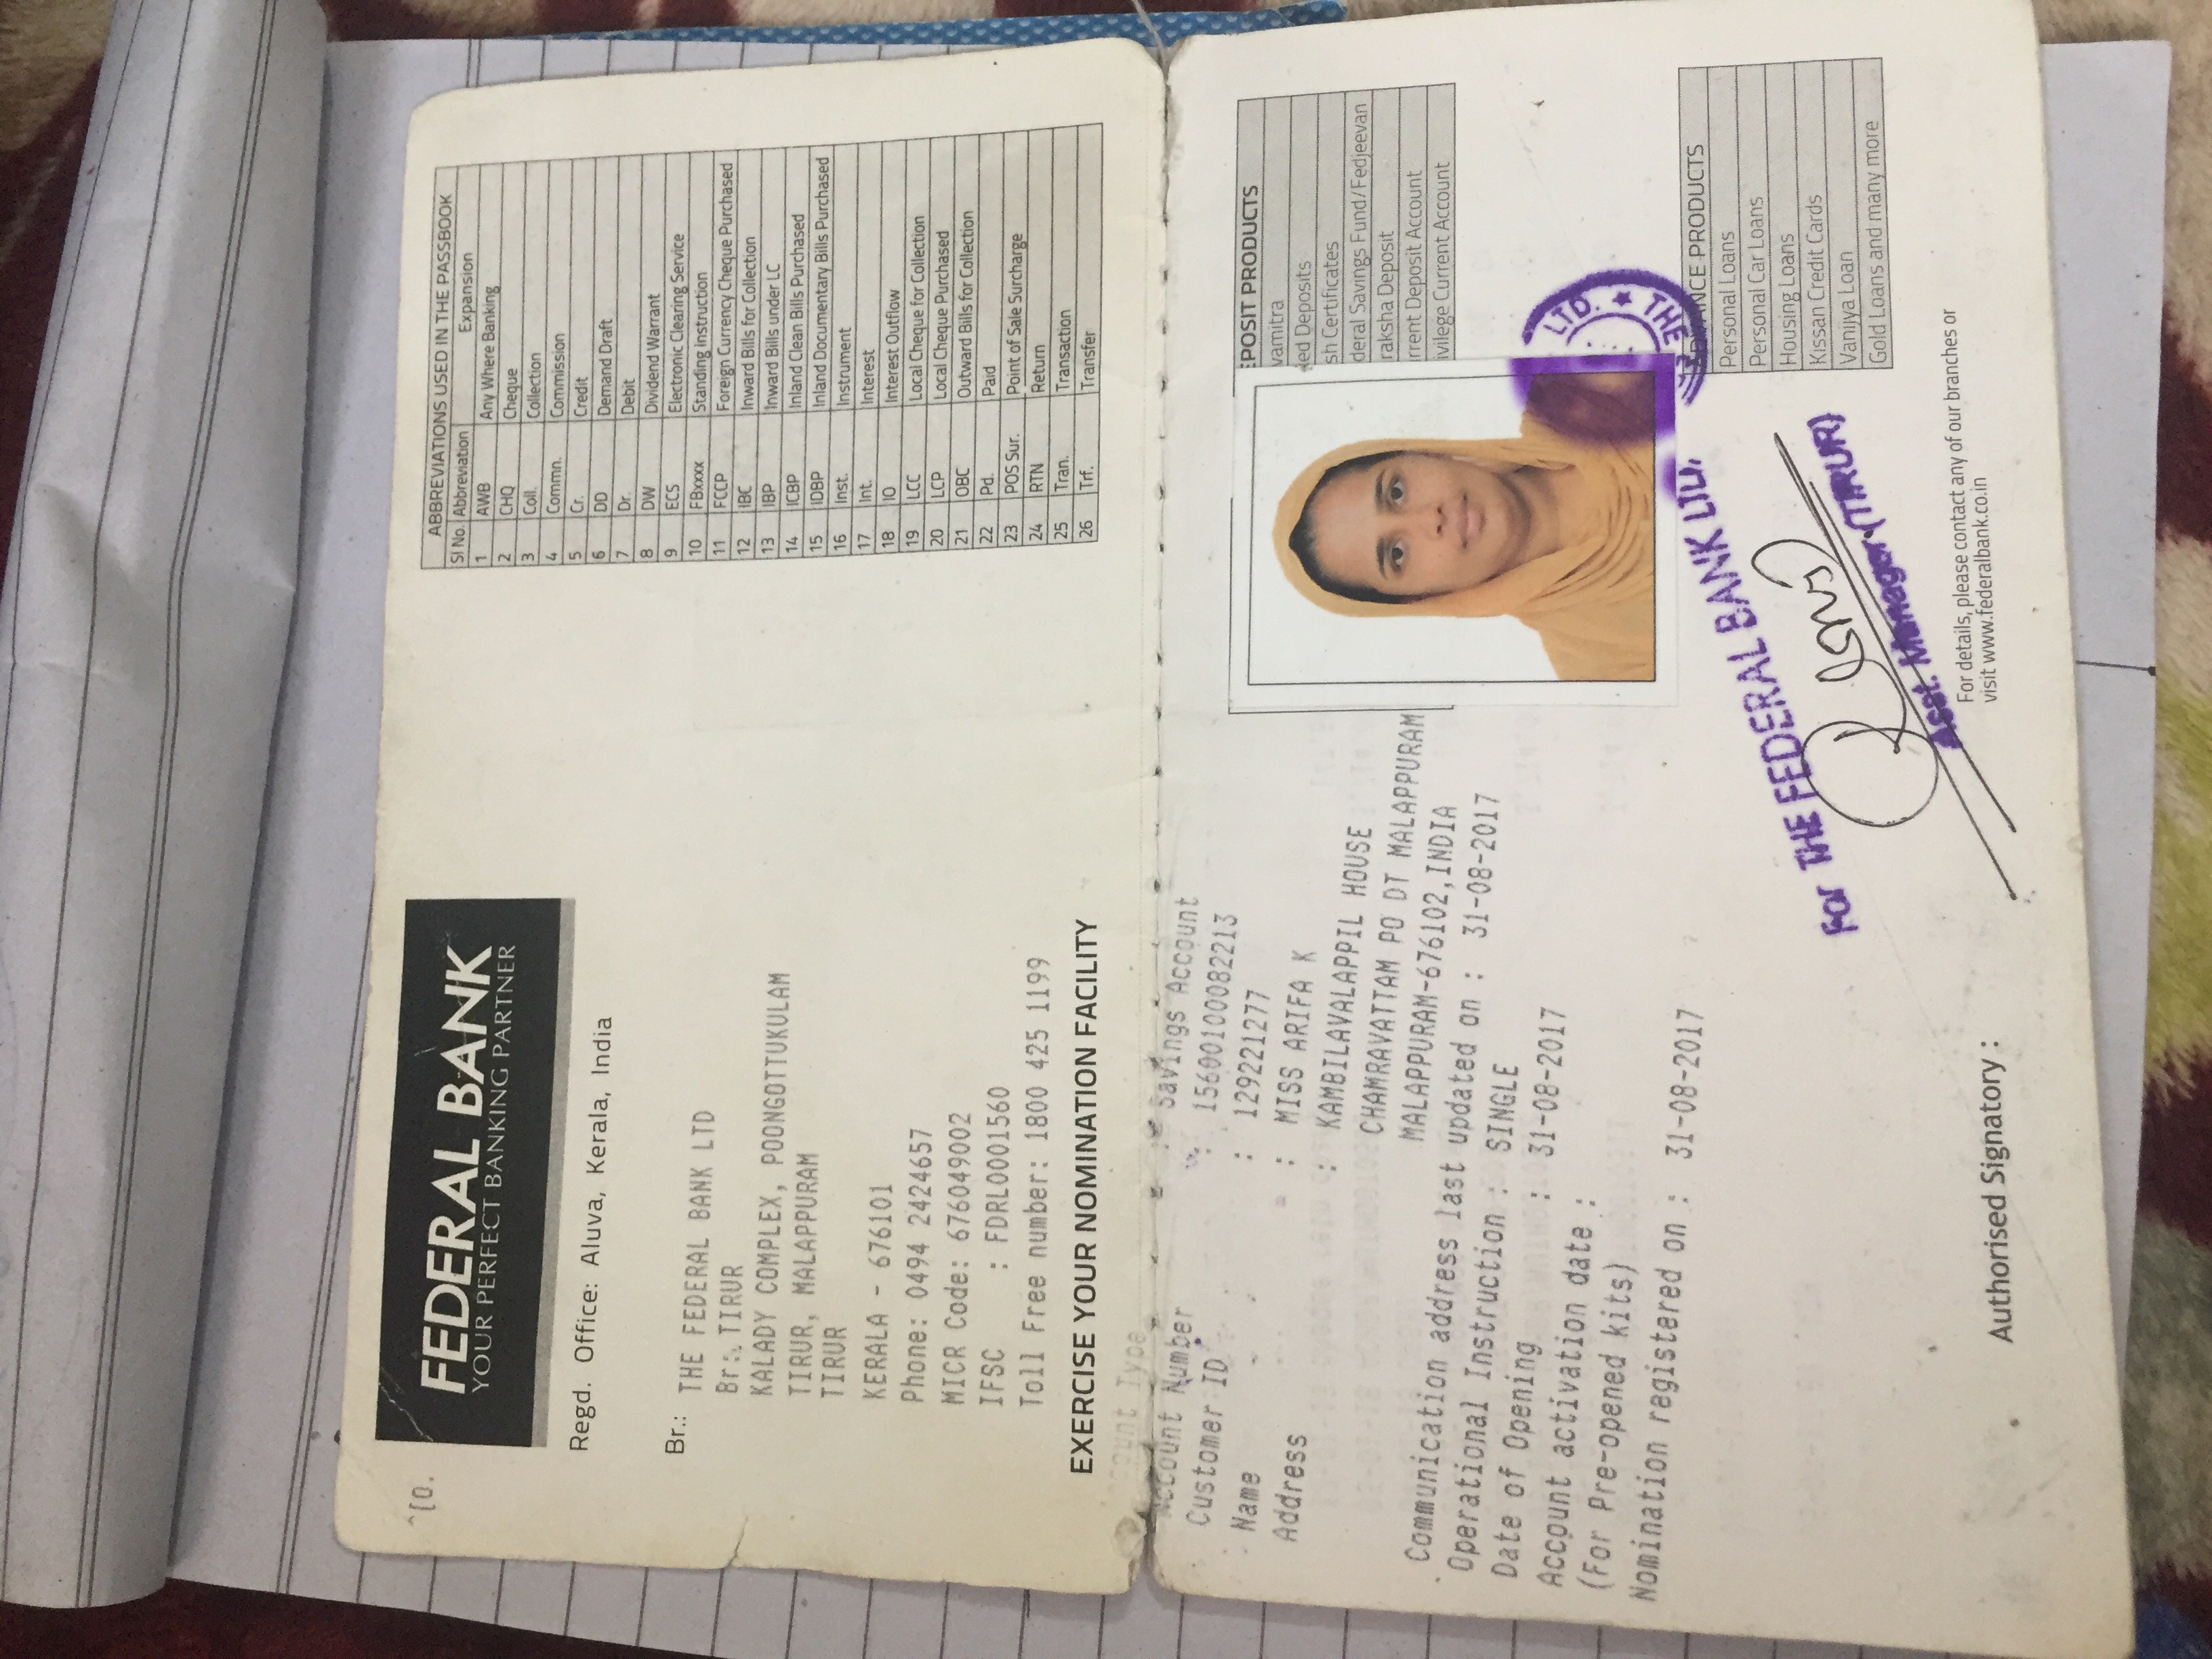 ^[0.
FEDERAL BANK
YOUR PERFECT BANKING PARTNER
Regd. Office: Aluva, Kerala, India
Br.: THE FEDERAL BANK LTD
Br:. TIRUR
KALADY COMPLEX, POONGOTTUKULAM
TIRUR, MALAPPURAM
TIRUR
KERALA - 676101
Phone: 0494 2424657
MICR Code: 676049002
IFSC : FDRL0001560
Toll Free number: 1800 425 1199
EXERCISE YOUR NOMINATION FACILITY
ABBREVIATIONS USED IN THE PASSBOOK
Sl No. Abbreviation Expansion
1 AWB Any Where Banking
2 CHQ Cheque
3 Coll. Collection
4 Commn. Commission
5 Cr. Credit
6 DD Demand Draft
7 Dr. Debit
8 DW Dividend Warrant
9 ECS Electronic Clearing Service
10 FBxxxx Standing Instruction
11 FCCP Foreign Currency Cheque Purchased
12 IBC Inward Bills for Collection
13 IBP Inward Bills under LC
14 ICBP Inland Clean Bills Purchased
15 IDBP Inland Documentary Bills Purchased
16 Inst. Instrument
17 Int. Interest
18 IO Interest Outflow
19 LCC Local Cheque for Collection
20 LCP Local Cheque Purchased
21 OBC Outward Bills for Collection
22 Pd. Paid
23 POS Sur. Point of Sale Surcharge
24 RTN Return
25 Tran. Transaction
26 Trf. Transfer
Type : Savings Account
Account Number : 15600100082213
Customer ID : 129221277
Name : MISS ARIFA K
Address : KAMBILAVALAPPIL HOUSE
CHAMRAVATTAM PO DT MALAPPURAM
MALAPPURAM-676102,INDIA
Communication address last updated on : 31-08-2017
Operational Instruction : SINGLE
Date of Opening : 31-08-2017
Account activation date :
(For Pre-opened kits)
Nomination registered on : 31-08-2017
EPOSIT PRODUCTS
vamitra
ed Deposits
sh Certificates
deral Savings Fund/Fedjeevan
raksha Deposit
rrent Deposit Account
ivilege Current Account
LTD. ★ THE
ADVANCE PRODUCTS
Personal Loans
Personal Car Loans
Housing Loans
Kissan Credit Cards
Vanijya Loan
Gold Loans and many more
For THE FEDERAL BANK LTD.
Asst. Manager (TIRUR)
Authorised Signatory :
For details, please contact any of our branches or
visit www.federalbank.co.in